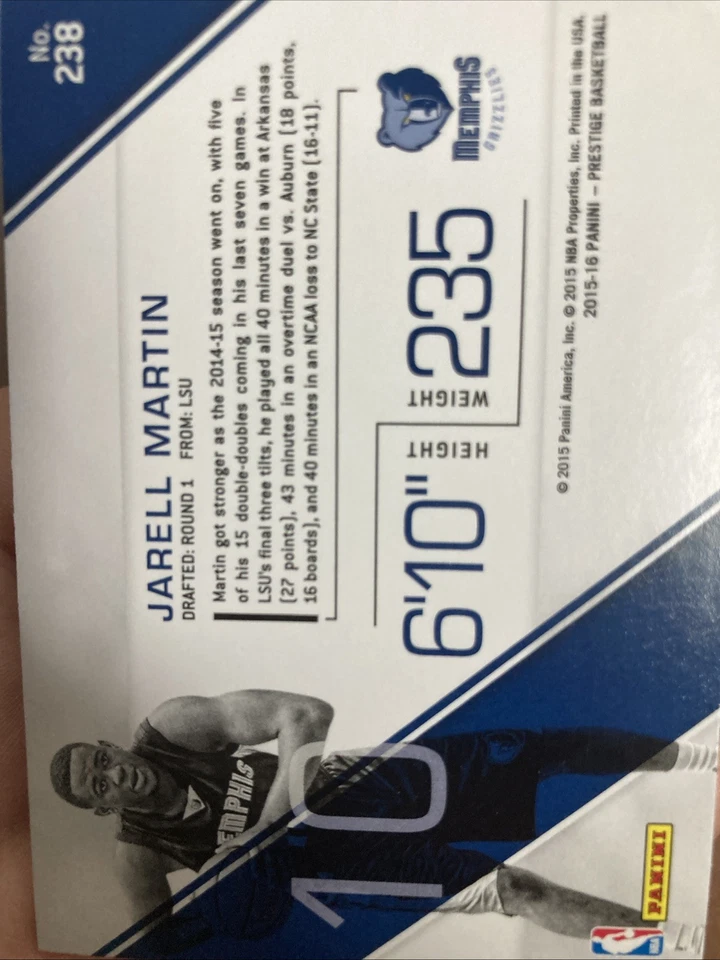 No.
238
JARELL MARTIN
DRAFTED: ROUND 1 FROM: LSU
Martin got stronger as the 2014-15 season went on, with five
of his 15 double-doubles coming in his last seven games. In
LSU's final three tilts, he played all 40 minutes in a win at Arkansas
(27 points), 43 minutes in an overtime duel vs. Auburn (18 points,
16 boards), and 40 minutes in an NCAA loss to NC State (16-11).
6'10"
HEIGHT
WEIGHT
235
MEMPHIS
GRIZZLIES
MEMPHIS
10
© 2015 Panini America, Inc. © 2015 NBA Properties, Inc. Printed in the USA.
2015-16 PANINI – PRESTIGE BASKETBALL
NBA
PANINI